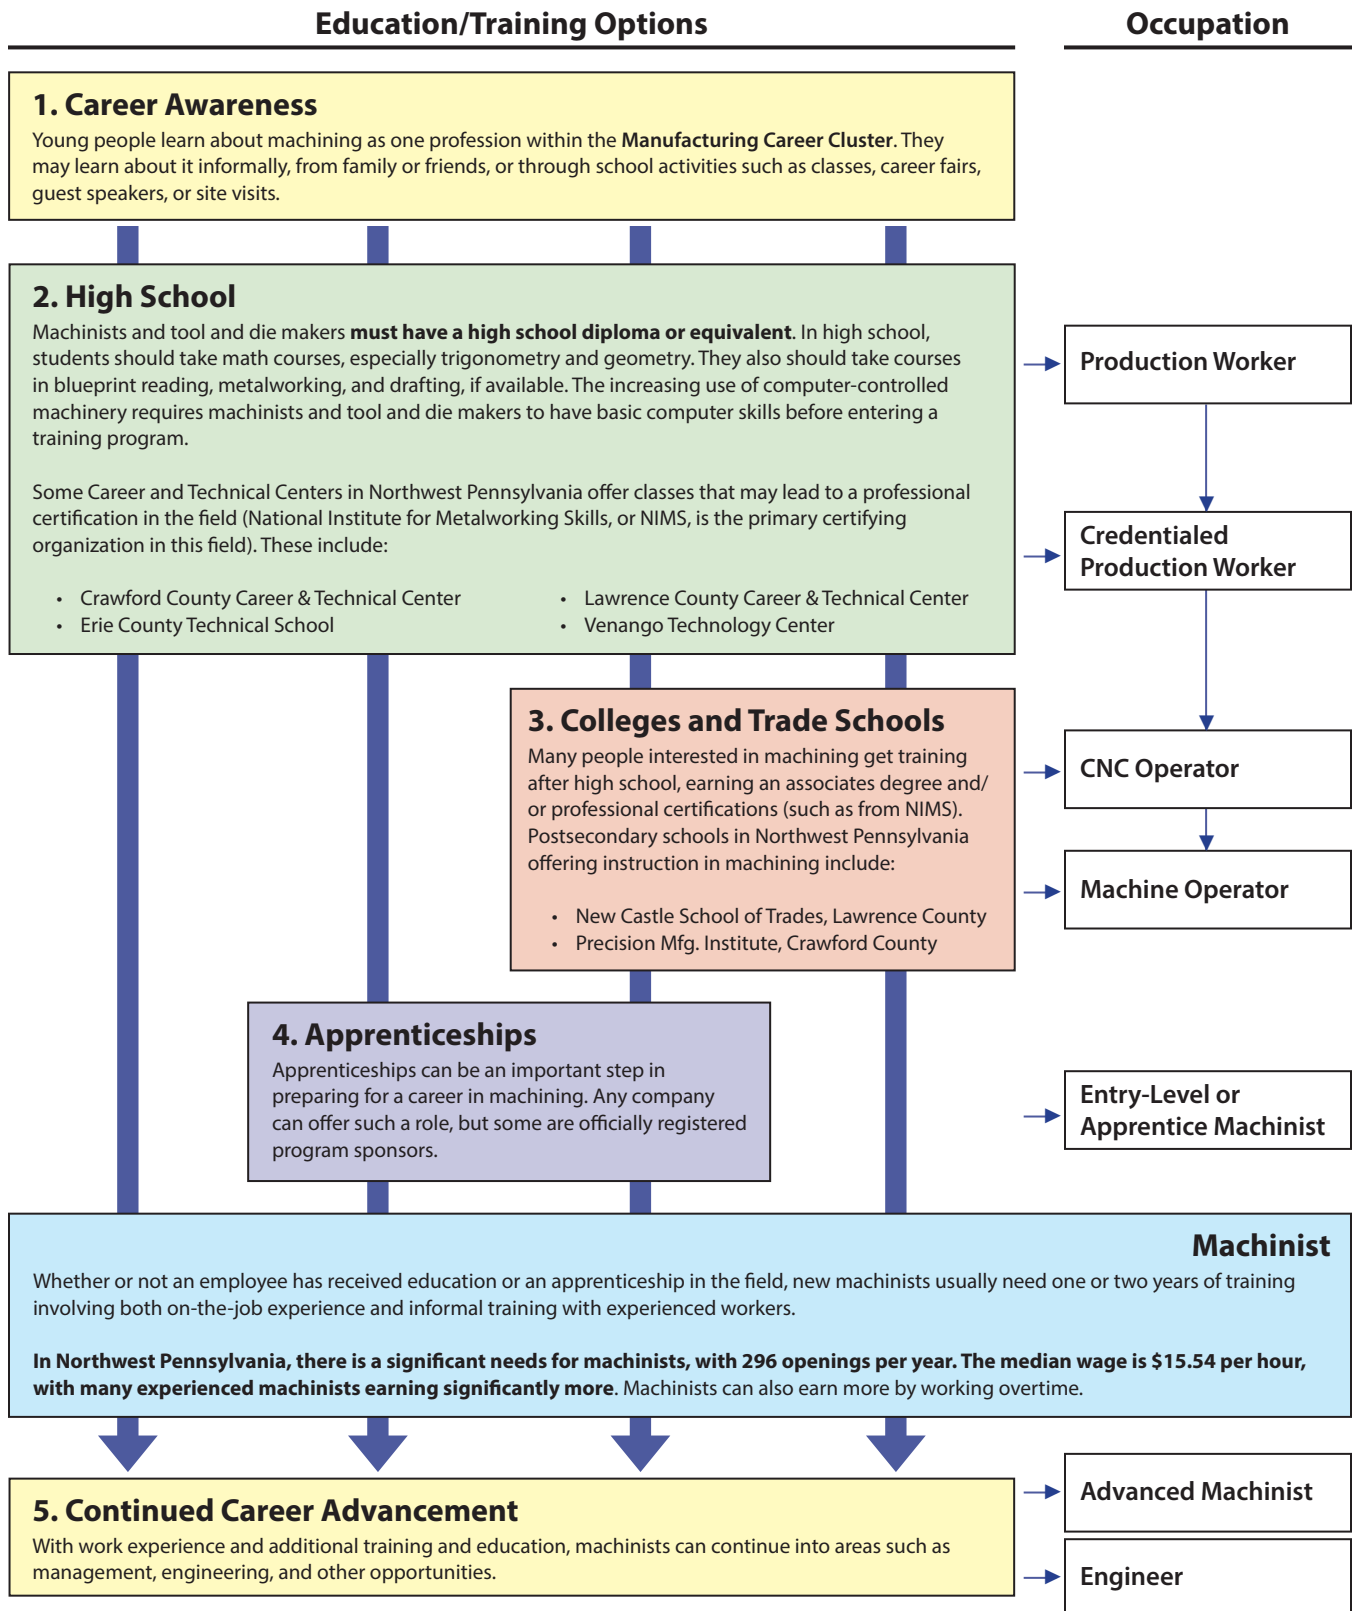 Education/Training Options
Occupation
1. Career Awareness
Young people learn about machining as one profession within the Manufacturing Career Cluster. They
may learn about it informally, from family or friends, or through school activities such as classes, career fairs,
guest speakers, or site visits.
2. High School
Machinists and tool and die makers must have a high school diploma or equivalent. In high school,
students should take math courses, especially trigonometry and geometry. They also should take courses
in blueprint reading, metalworking, and drafting, if available. The increasing use of computer-controlled
machinery requires machinists and tool and die makers to have basic computer skills before entering a
training program.
Some Career and Technical Centers in Northwest Pennsylvania offer classes that may lead to a professional
certification in the field (National Institute for Metalworking Skills, or NIMS, is the primary certifying
organization in this field). These include:
• Crawford County Career & Technical Center
• Erie County Technical School
• Lawrence County Career & Technical Center
• Venango Technology Center
Production Worker
Credentialed
Production Worker
3. Colleges and Trade Schools
Many people interested in machining get training
after high school, earning an associates degree and/
or professional certifications (such as from NIMS).
Postsecondary schools in Northwest Pennsylvania
offering instruction in machining include:
• New Castle School of Trades, Lawrence County
• Precision Mfg. Institute, Crawford County
CNC Operator
Machine Operator
4. Apprenticeships
Apprenticeships can be an important step in
preparing for a career in machining. Any company
can offer such a role, but some are officially registered
program sponsors.
Entry-Level or
Apprentice Machinist
Machinist
Whether or not an employee has received education or an apprenticeship in the field, new machinists usually need one or two years of training
involving both on-the-job experience and informal training with experienced workers.
In Northwest Pennsylvania, there is a significant needs for machinists, with 296 openings per year. The median wage is $15.54 per hour,
with many experienced machinists earning significantly more. Machinists can also earn more by working overtime.
5. Continued Career Advancement
With work experience and additional training and education, machinists can continue into areas such as
management, engineering, and other opportunities.
Advanced Machinist
Engineer